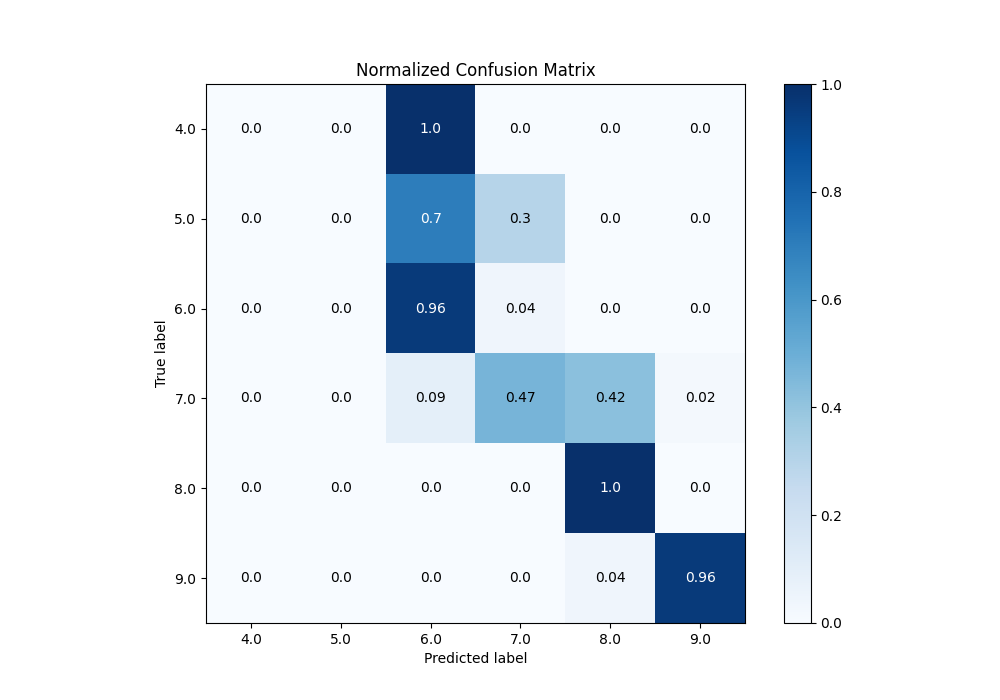 Normalized Confusion Matrix
4.0 0.0 0.0 1.0 0.0 0.0 0.0
5.0 0.0 0.0 0.7 0.3 0.0 0.0
6.0 0.0 0.0 0.96 0.04 0.0 0.0
7.0 0.0 0.0 0.09 0.47 0.42 0.02
8.0 0.0 0.0 0.0 0.0 1.0 0.0
9.0 0.0 0.0 0.0 0.0 0.04 0.96
4.0 5.0 6.0 7.0 8.0 9.0
Predicted label
True label
1.0
0.8
0.6
0.4
0.2
0.0